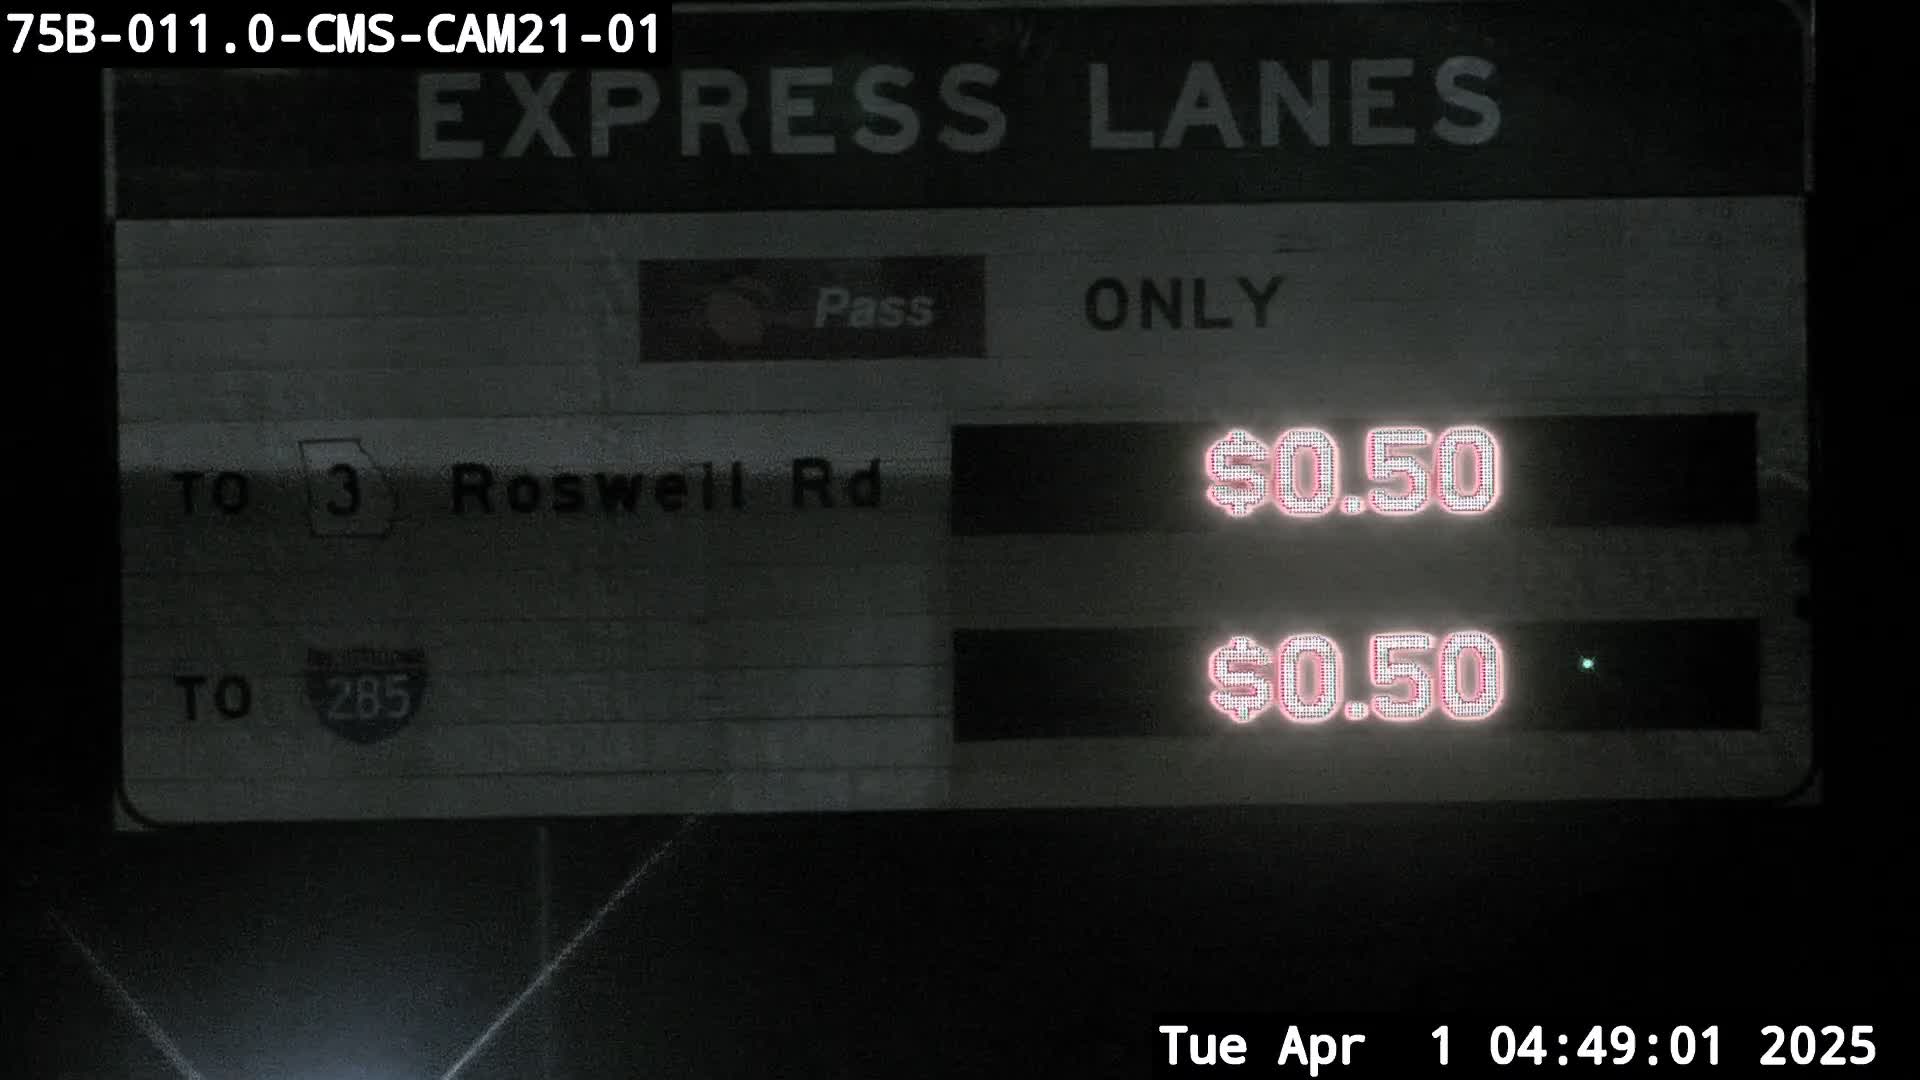 75B-011.0-CMS-CAM21-01
EXPRESS LANES
Pass ONLY
TO 3 Roswell Rd $0.50
TO 285 $0.50
Tue Apr 1 04:49:01 2025